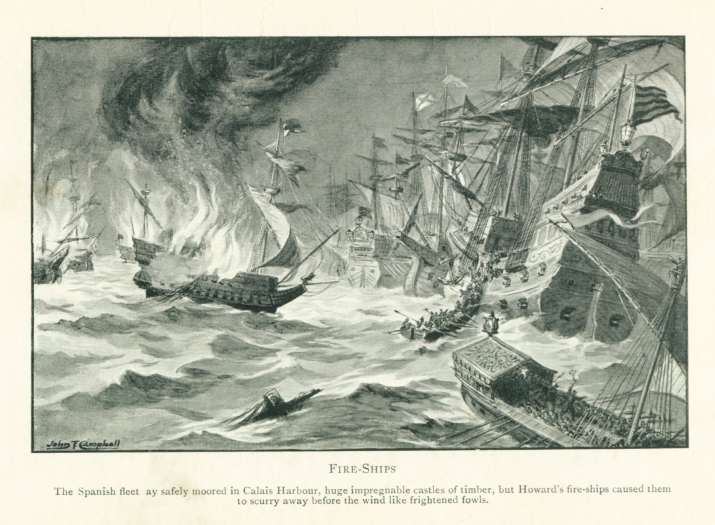 John F Campbell
FIRE-SHIPS
The Spanish fleet ay safely moored in Calais Harbour, huge impregnable castles of timber, but Howard's fire-ships caused them
to scurry away before the wind like frightened fowls.